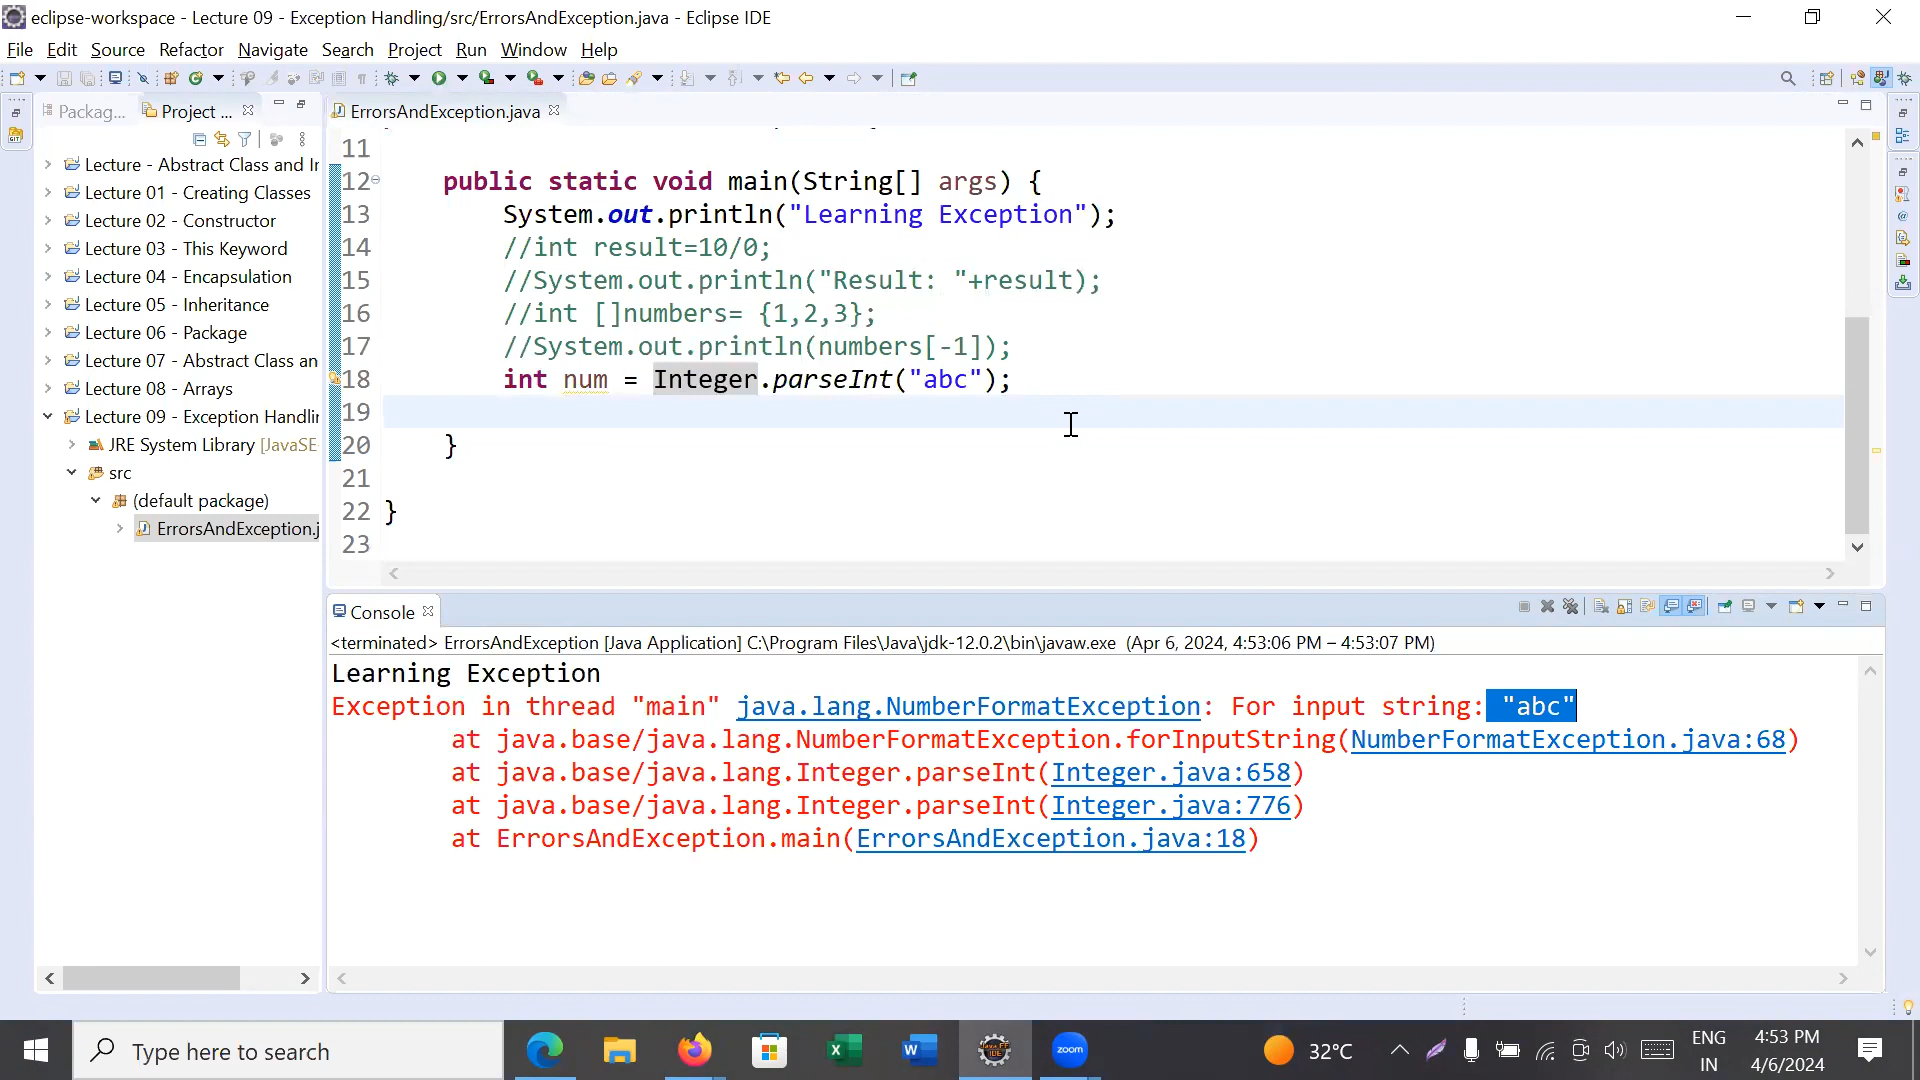 eclipse-workspace - Lecture 09 - Exception Handling/src/ErrorsAndException.java - Eclipse IDE
File Edit Source Refactor Navigate Search Project Run Window Help
Packag... Project ...
ErrorsAndException.java
Lecture - Abstract Class and Ir
Lecture 01 - Creating Classes
Lecture 02 - Constructor
Lecture 03 - This Keyword
Lecture 04 - Encapsulation
Lecture 05 - Inheritance
Lecture 06 - Package
Lecture 07 - Abstract Class an
Lecture 08 - Arrays
Lecture 09 - Exception Handlin
JRE System Library [JavaSE
src
(default package)
ErrorsAndException.j
11
12 public static void main(String[] args) {
13 System.out.println("Learning Exception");
14 //int result=10/0;
15 //System.out.println("Result: "+result);
16 //int []numbers= {1,2,3};
17 //System.out.println(numbers[-1]);
18 int num = Integer.parseInt("abc");
19
20 }
21
22 }
23
Console
<terminated> ErrorsAndException [Java Application] C:\Program Files\Java\jdk-12.0.2\bin\javaw.exe (Apr 6, 2024, 4:53:06 PM – 4:53:07 PM)
Learning Exception
Exception in thread "main" java.lang.NumberFormatException: For input string: "abc"
at java.base/java.lang.NumberFormatException.forInputString(NumberFormatException.java:68)
at java.base/java.lang.Integer.parseInt(Integer.java:658)
at java.base/java.lang.Integer.parseInt(Integer.java:776)
at ErrorsAndException.main(ErrorsAndException.java:18)
Type here to search
zoom
32°C
ENG
IN
4:53 PM
4/6/2024